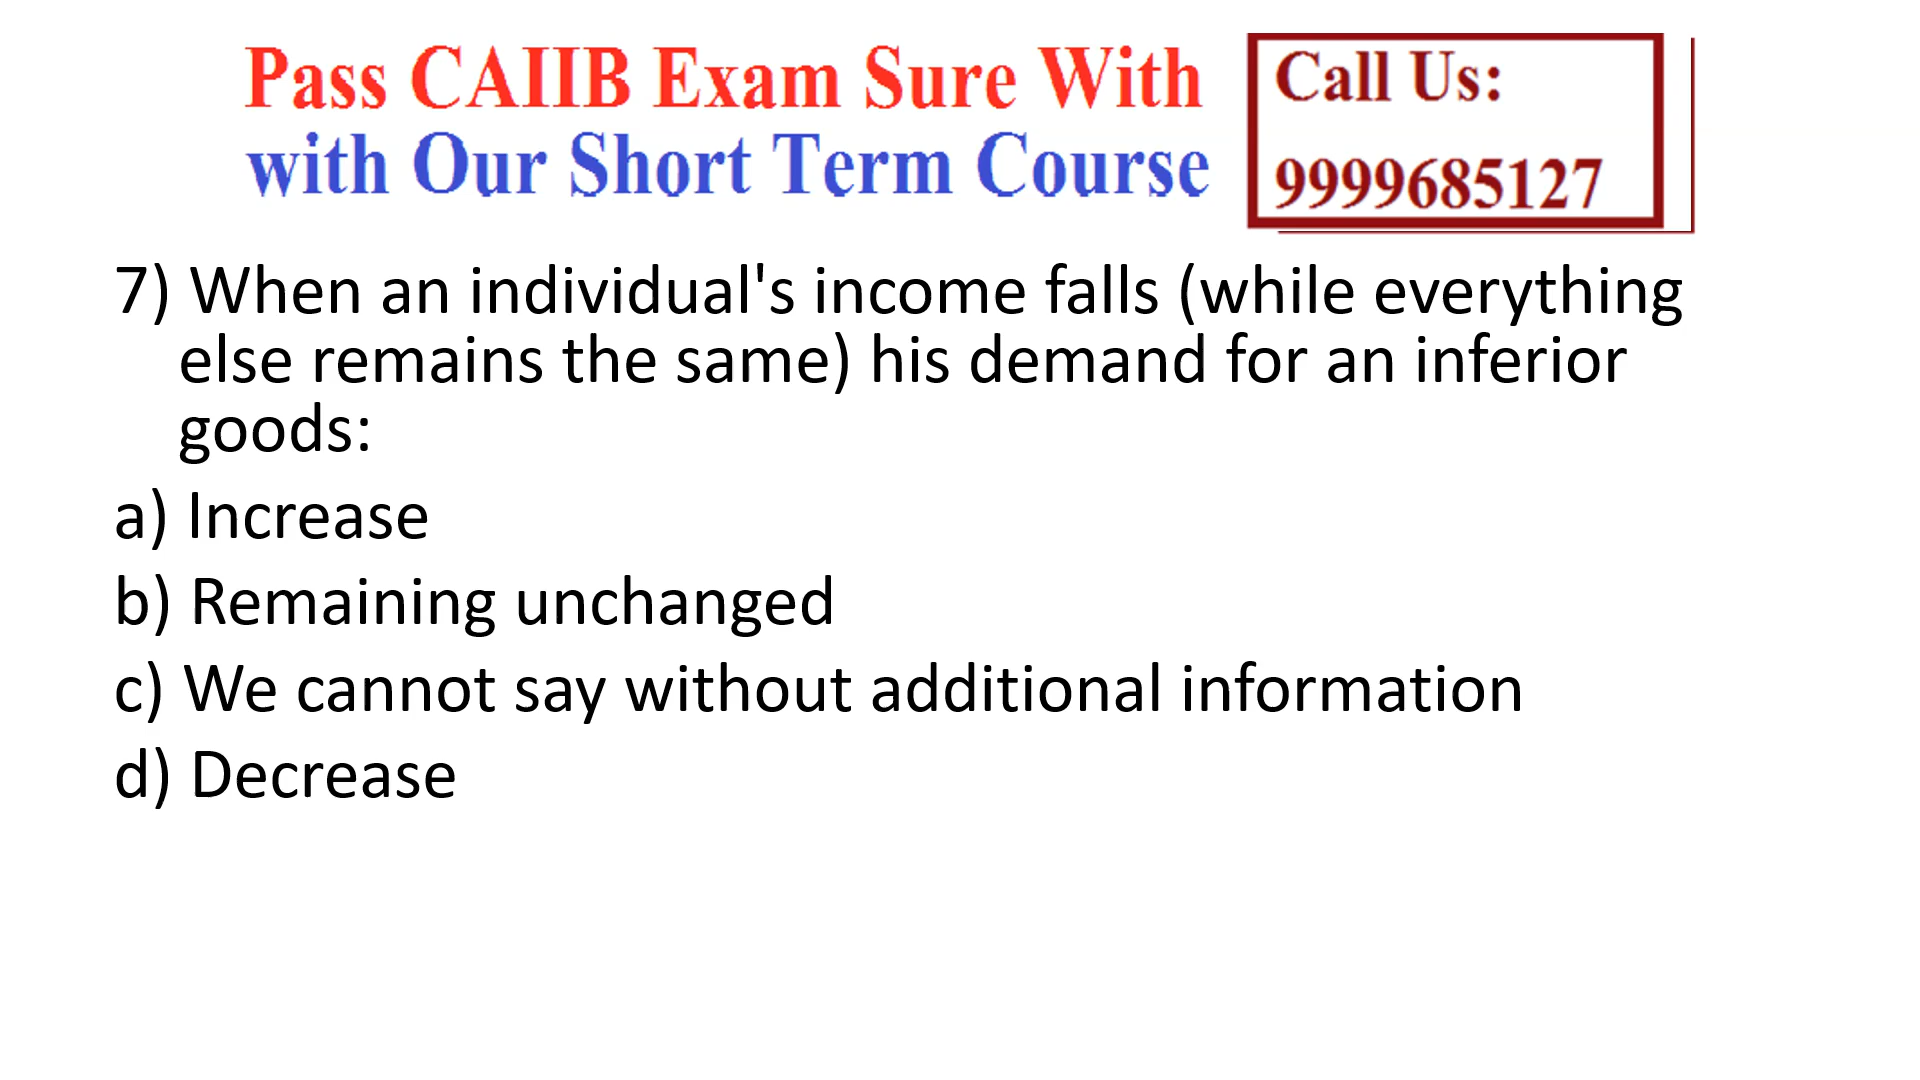 Pass CAIIB Exam Sure With
with Our Short Term Course
Call Us:
9999685127
7) When an individual's income falls (while everything
else remains the same) his demand for an inferior
goods:
a) Increase
b) Remaining unchanged
c) We cannot say without additional information
d) Decrease